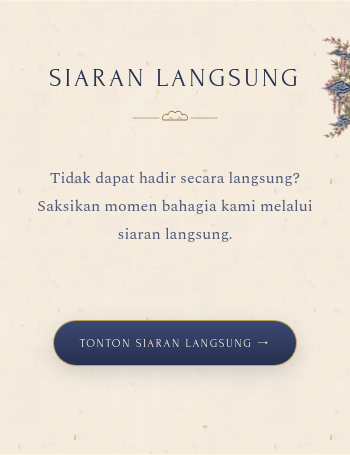 SIARAN LANGSUNG
Tidak dapat hadir secara langsung?
Saksikan momen bahagia kami melalui
siaran langsung.
TONTON SIARAN LANGSUNG →